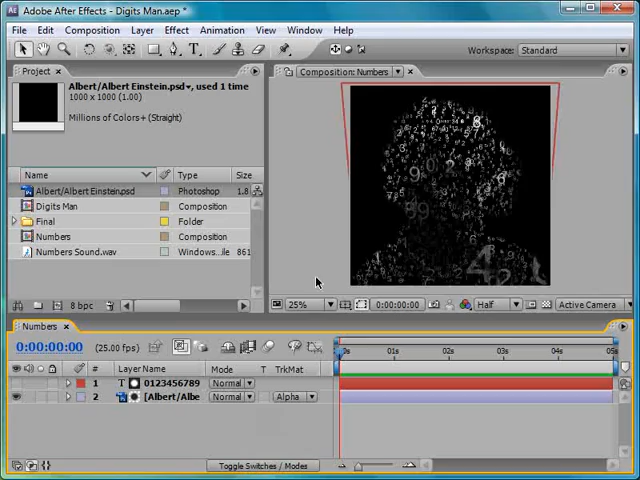 Adobe After Effects - Digits Man.aep *
File Edit Composition Layer Effect Animation View Window Help
Workspace: Standard
Project
Albert/Albert Einstein.psd, used 1 time
1000 x 1000 (1.00)
Millions of Colors+ (Straight)
Name Type Size
Albert/Albert Einstein.psd Photoshop 1.8
Digits Man Composition
Final Folder
Numbers Composition
Numbers Sound.wav Windows...ile 861
8 bpc
Composition: Numbers
25% 0:00:00:00 Half Active Camera
Numbers
0:00:00:00 (25.00 fps)
0s 01s 02s 03s 04s 05s
# Layer Name Mode T TrkMat
1 T 0123456789 Normal
2 [Albert/Albe Normal Alpha
Toggle Switches / Modes